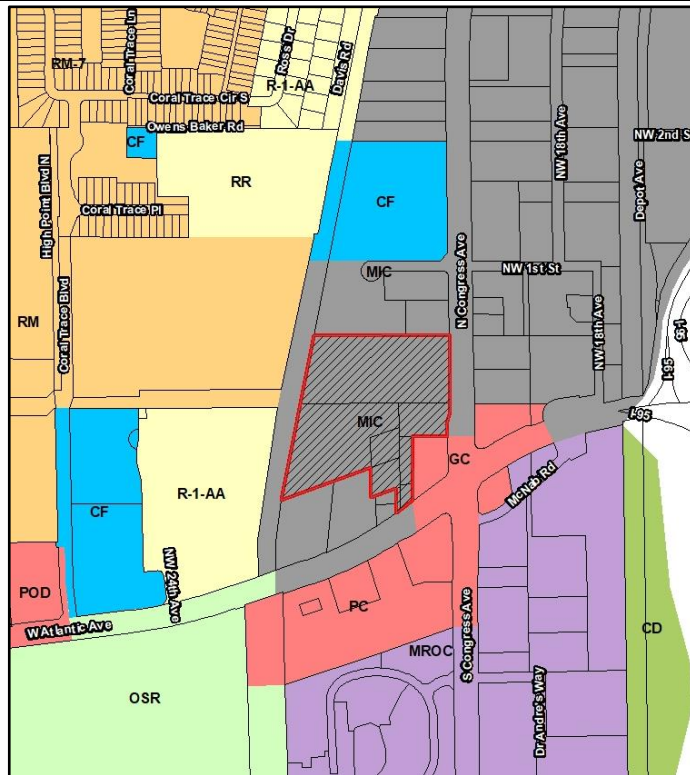 Coral Trace Ln
RM-7
Ross Dr
Davis Rd
R-1-AA
Coral Trace Cir S
Owens Baker Rd
CF
NW 18th Ave
NW 2nd S
RR
CF
Depot Ave
High Point Blvd N
Coral Trace Pl
N Congress Ave
MIC
NW 1st St
RM
Coral Trace Blvd
NW 18th Ave
I-95
I-95
MIC
I-95
GC
McNab Rd
CF
R-1-AA
NW 24th Ave
POD
W Atlantic Ave
PC
S Congress Ave
CD
MROC
OSR
Dr Andre's Way